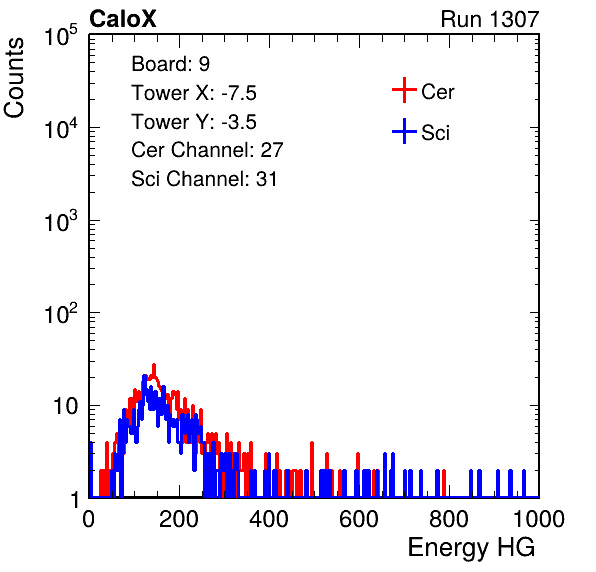 CaloX Run 1307
Counts
10^5
10^4
10^3
10^2
10
1
Board: 9
Tower X: -7.5
Tower Y: -3.5
Cer Channel: 27
Sci Channel: 31
Cer
Sci
0 200 400 600 800 1000
Energy HG